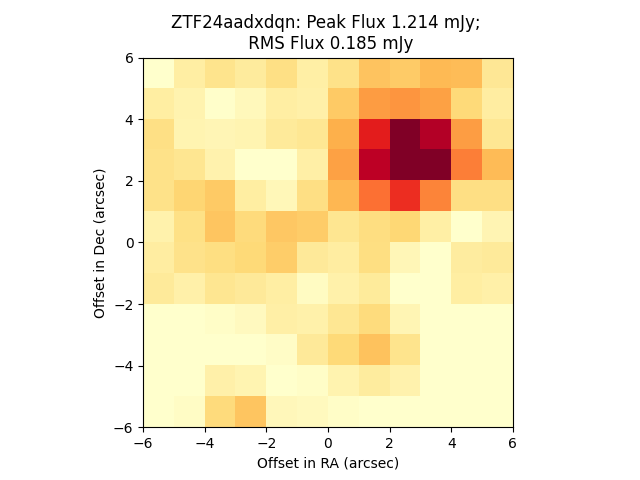 ZTF24aadxdqn: Peak Flux 1.214 mJy;
RMS Flux 0.185 mJy
6
4
2
0
−2
−4
−6
Offset in Dec (arcsec)
−6 −4 −2 0 2 4 6
Offset in RA (arcsec)